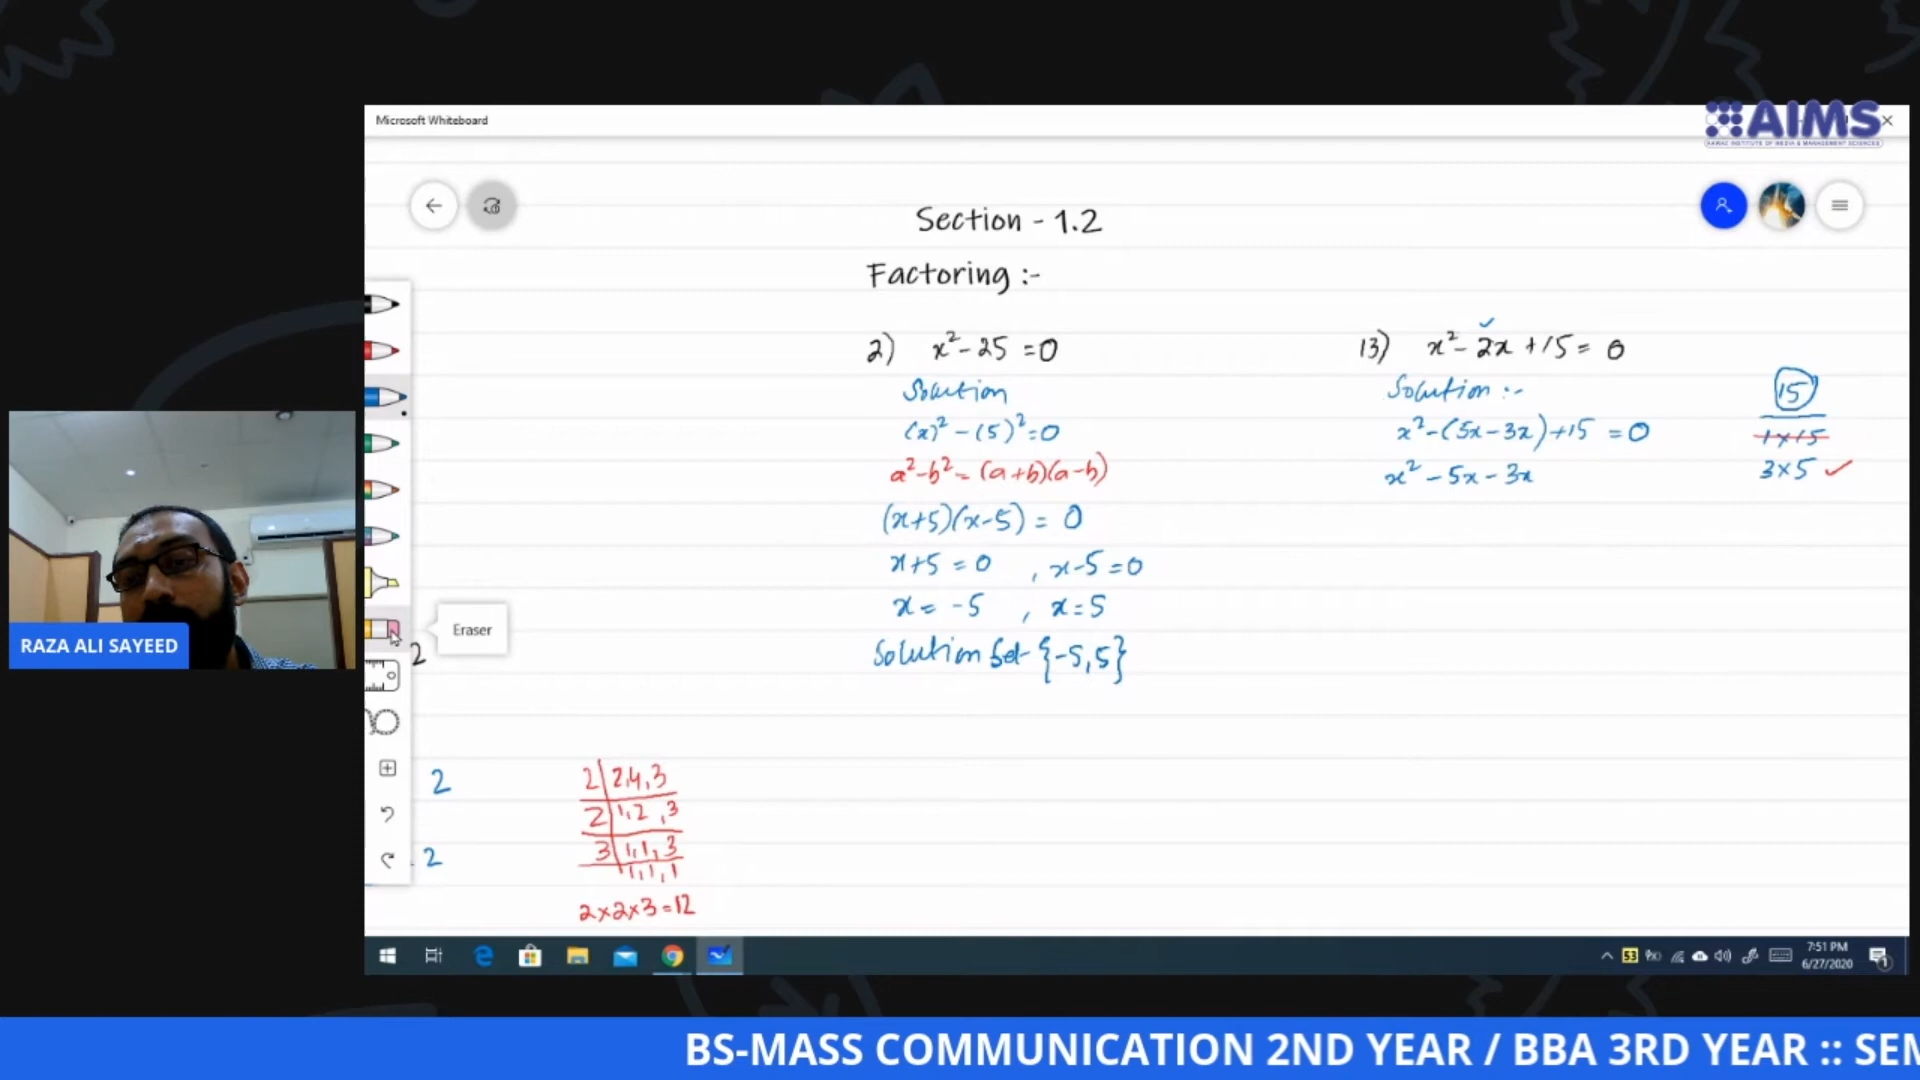 Microsoft Whiteboard
AIMS
Section - 1.2
Factoring :-
2) x² - 25 = 0
Solution
(x)² - (5)² = 0
a² - b² = (a+b)(a-b)
(x+5)(x-5) = 0
x+5 = 0 , x-5 = 0
x = -5 , x = 5
Solution Set {-5,5}
13) x² - 2x + 15 = 0
Solution :-
x² - (5x - 3x) + 15 = 0
x² - 5x - 3x
15
1 x 15
3 x 5 ✓
Eraser
RAZA ALI SAYEED
2
2
2
2 | 2,4,3
2 | 1,2,3
3 | 1,1,3
1,1,1
2x2x3=12
53
7:51 PM
6/27/2020
1
BS-MASS COMMUNICATION 2ND YEAR / BBA 3RD YEAR :: SEM